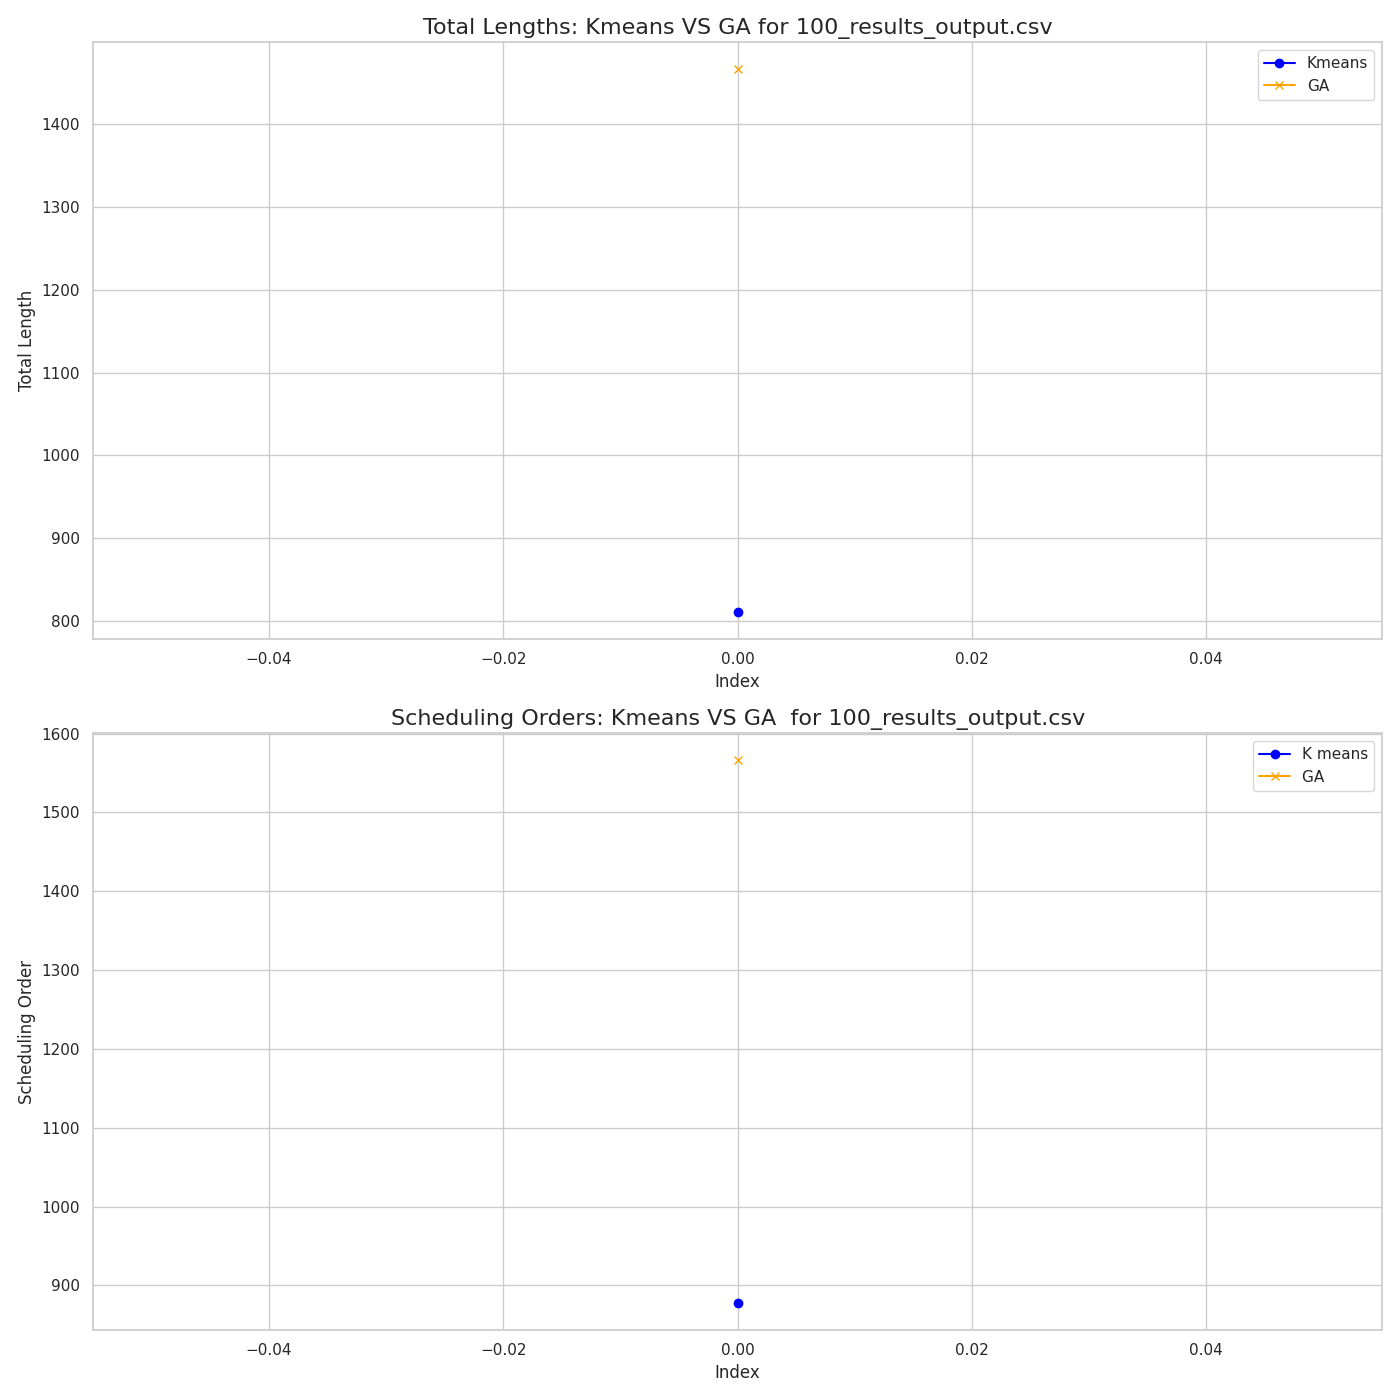 Total Lengths: Kmeans VS GA for 100_results_output.csv
Kmeans
GA
1400
1300
1200
1100
1000
900
800
Total Length
−0.04
−0.02
0.00
0.02
0.04
Index
Scheduling Orders: Kmeans VS GA  for 100_results_output.csv
K means
GA
1600
1500
1400
1300
1200
1100
1000
900
Scheduling Order
−0.04
−0.02
0.00
0.02
0.04
Index